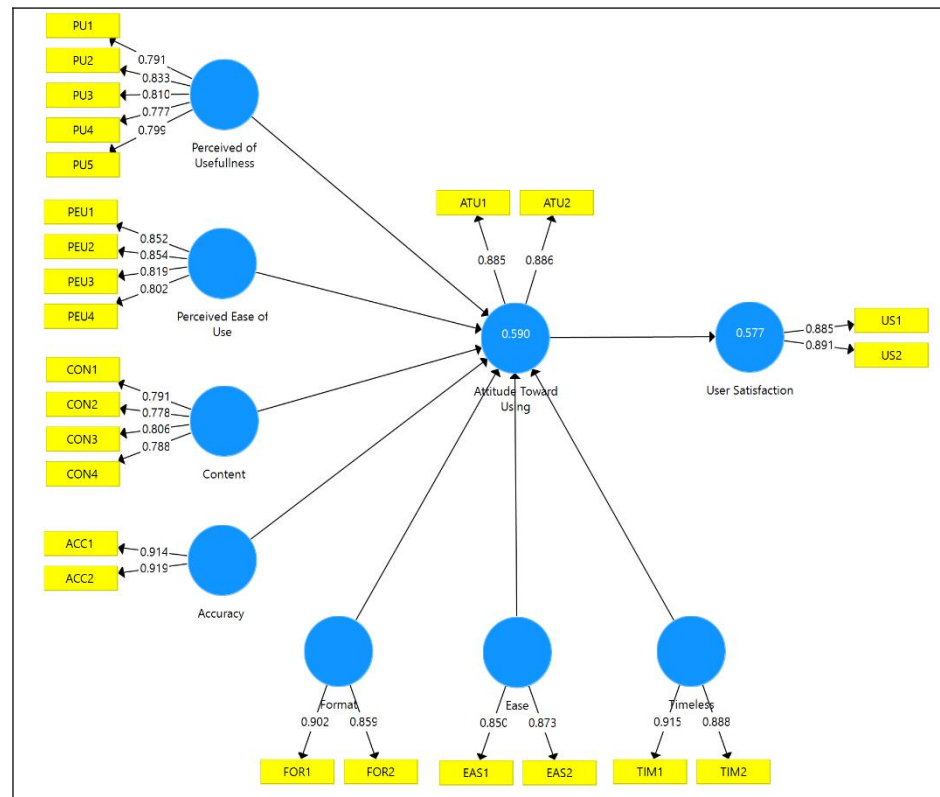 PU1
0.791
PU2
0.833
PU3
0.810
PU4
0.777
0.799
PU5
Perceived of
Usefullness
PEU1
0.852
PEU2
0.854
PEU3
0.819
PEU4
0.802
Perceived Ease of
Use
CON1
0.791
CON2
0.778
CON3
0.806
CON4
0.788
Content
ACC1
0.914
ACC2
0.919
Accuracy
ATU1
ATU2
0.885
0.886
0.590
Attitude Toward
Using
0.577
User Satisfaction
0.885
US1
0.891
US2
Format
0.902
0.859
FOR1
FOR2
Ease
0.850
0.873
EAS1
EAS2
Timeless
0.915
0.888
TIM1
TIM2